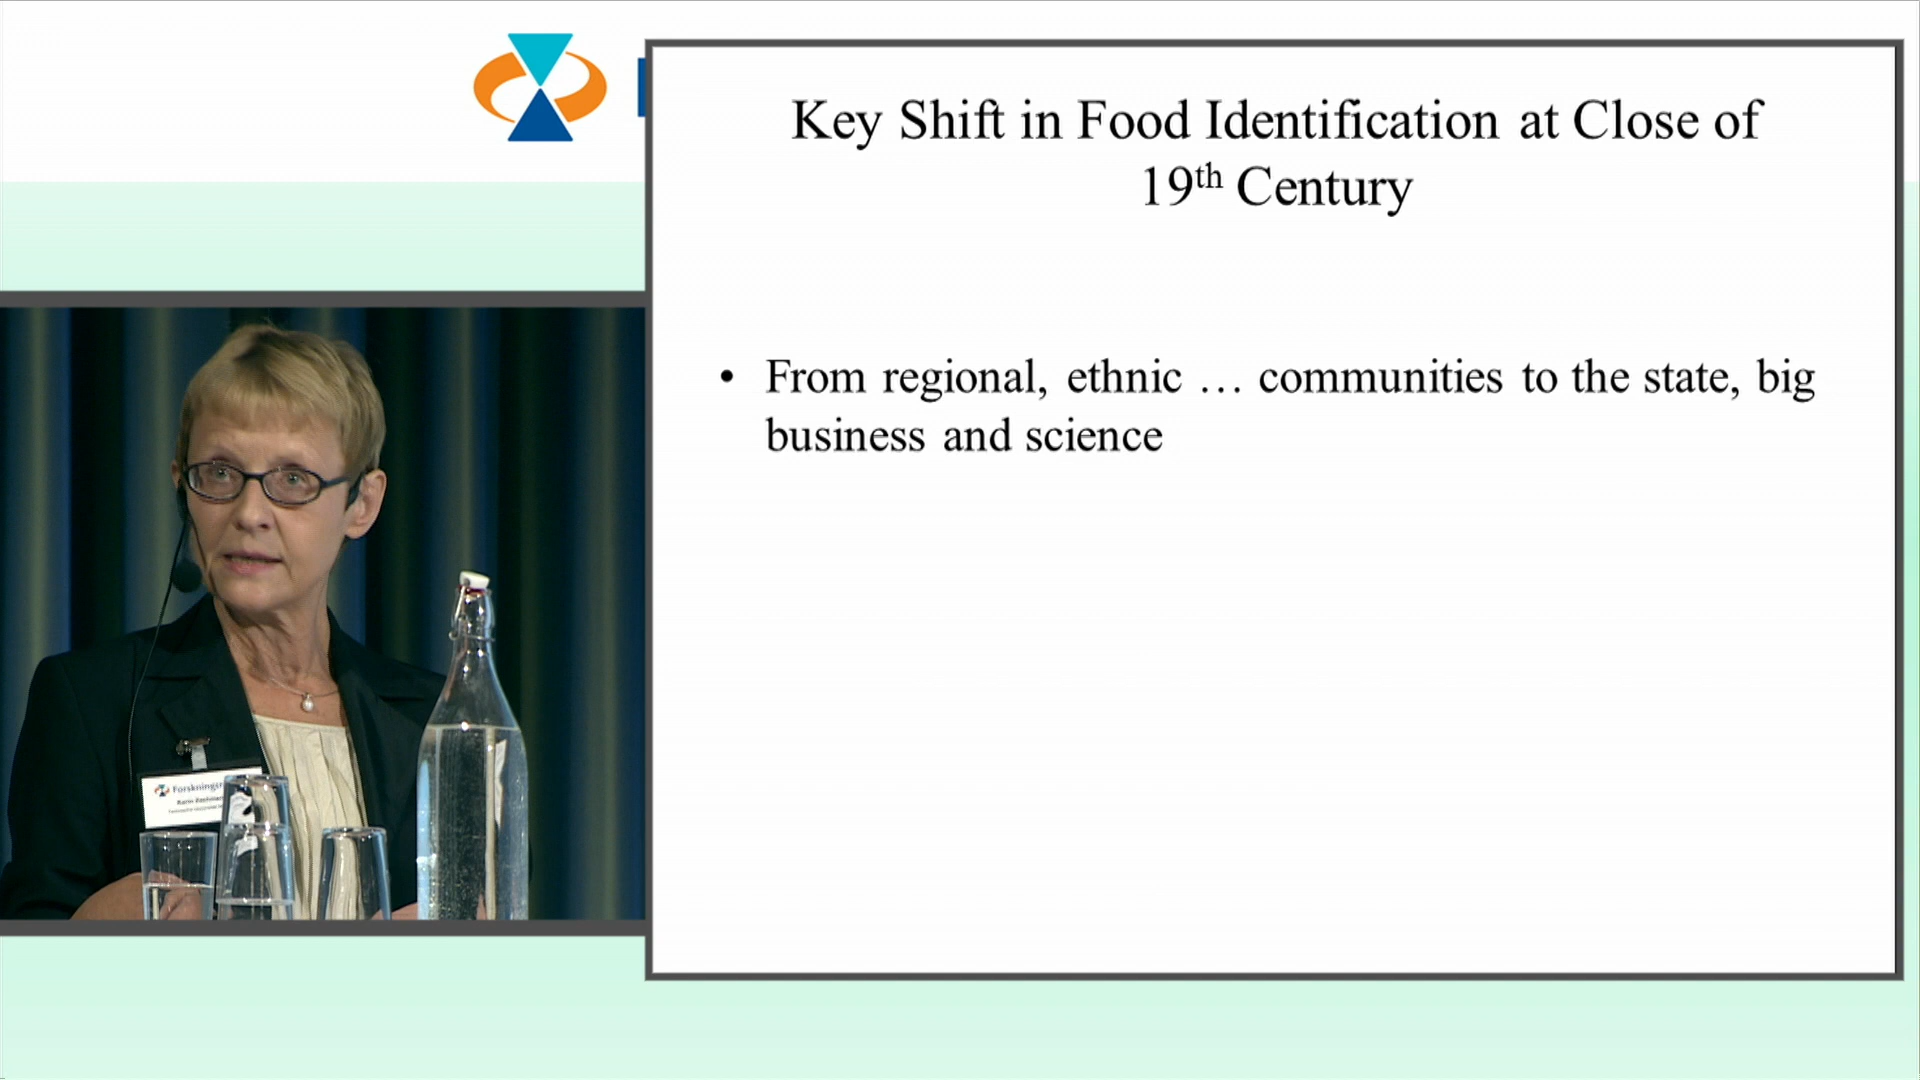 Key Shift in Food Identification at Close of
19th Century
• From regional, ethnic … communities to the state, big
business and science
Karin